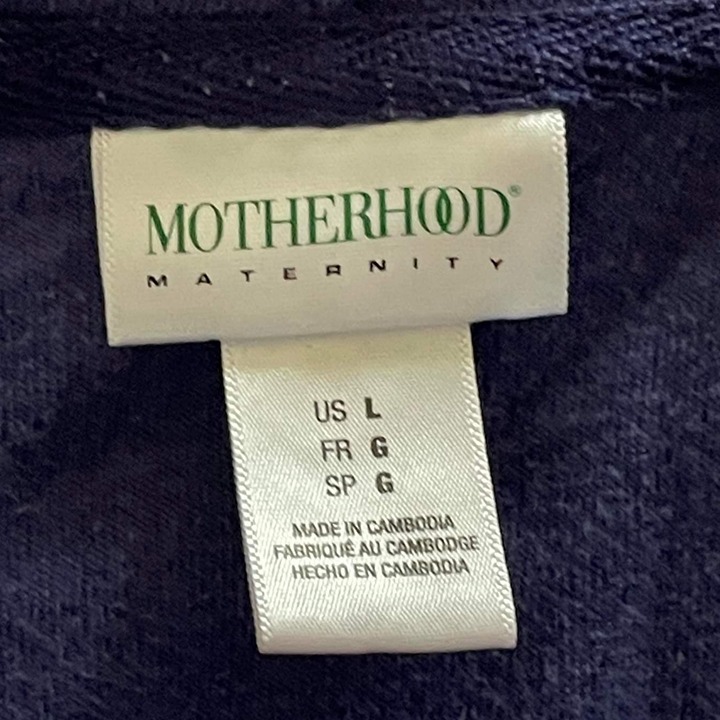 MOTHERHOOD®
MATERNITY
US L
FR G
SP G
MADE IN CAMBODIA
FABRIQUÉ AU CAMBODGE
HECHO EN CAMBODIA